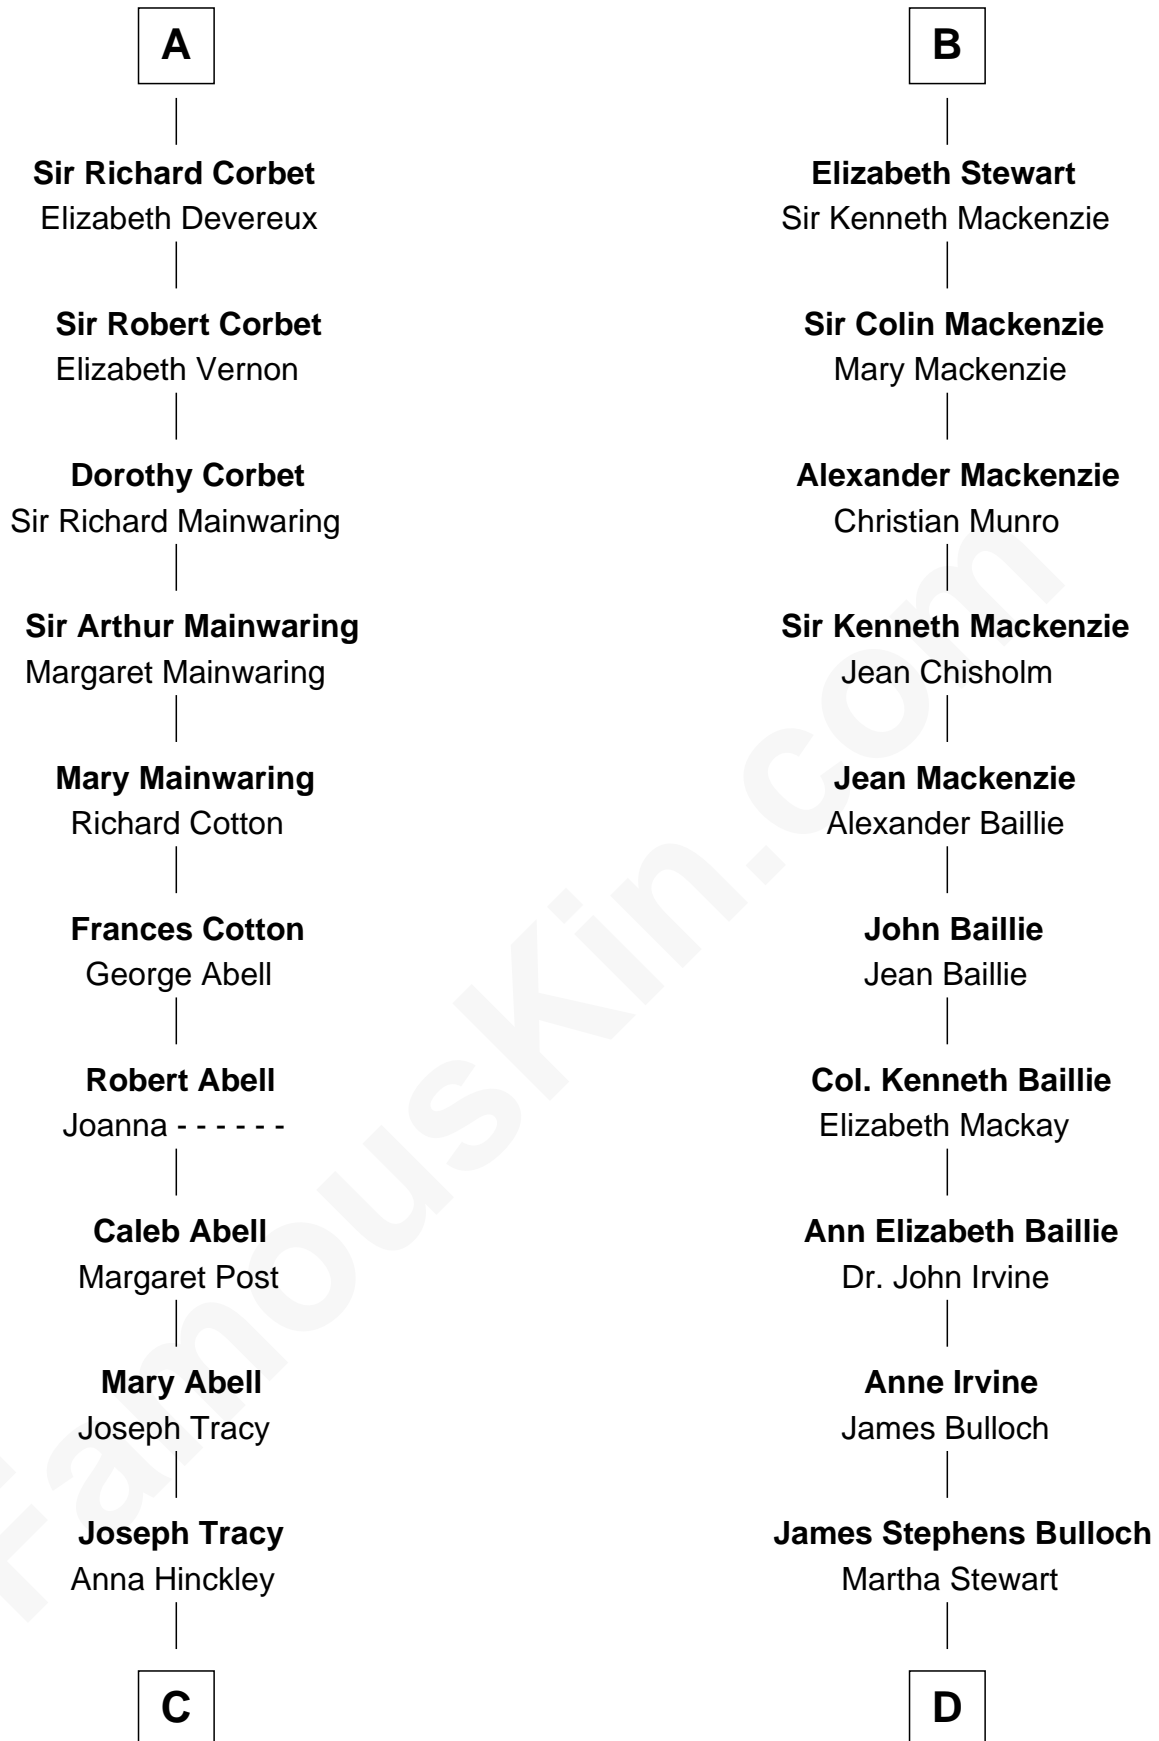 A
Sir Richard Corbet
Elizabeth Devereux
Sir Robert Corbet
Elizabeth Vernon
Dorothy Corbet
Sir Richard Mainwaring
Sir Arthur Mainwaring
Margaret Mainwaring
Mary Mainwaring
Richard Cotton
Frances Cotton
George Abell
Robert Abell
Joanna - - - - - -
Caleb Abell
Margaret Post
Mary Abell
Joseph Tracy
Joseph Tracy
Anna Hinckley
C
B
Elizabeth Stewart
Sir Kenneth Mackenzie
Sir Colin Mackenzie
Mary Mackenzie
Alexander Mackenzie
Christian Munro
Sir Kenneth Mackenzie
Jean Chisholm
Jean Mackenzie
Alexander Baillie
John Baillie
Jean Baillie
Col. Kenneth Baillie
Elizabeth Mackay
Ann Elizabeth Baillie
Dr. John Irvine
Anne Irvine
James Bulloch
James Stephens Bulloch
Martha Stewart
D
FamousKin.com